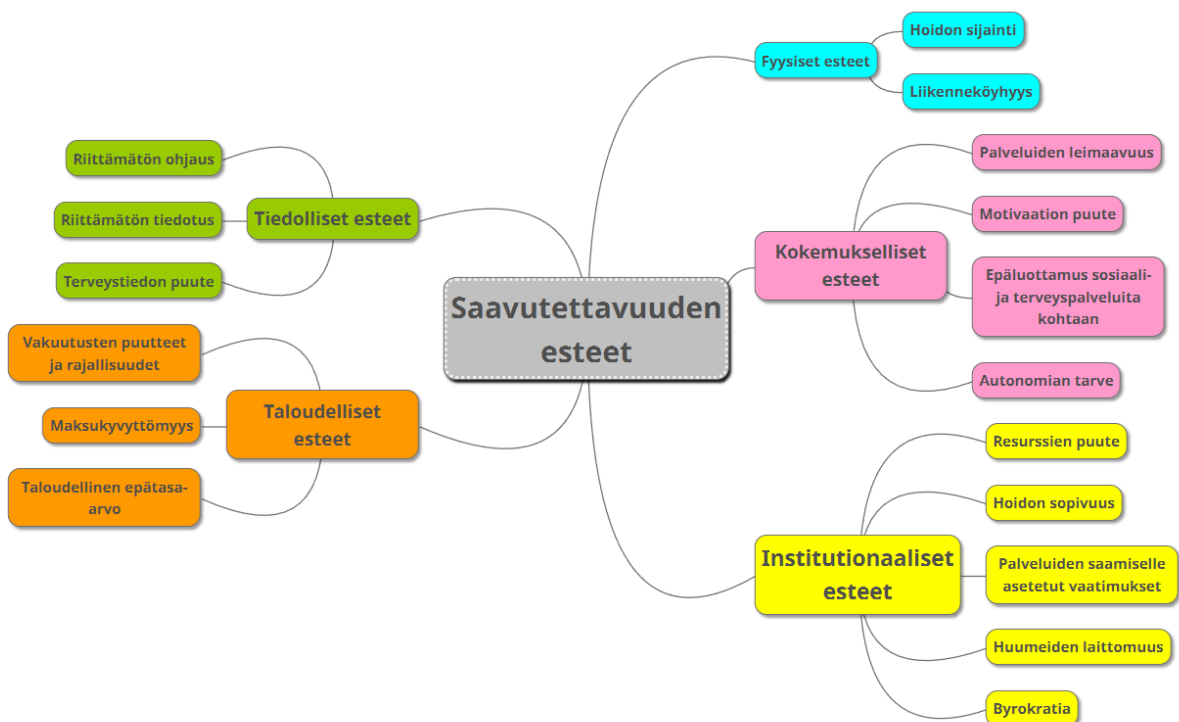 Saavutettavuuden
esteet
Fyysiset esteet
Hoidon sijainti
Liikenneköyhyys
Kokemukselliset
esteet
Palveluiden leimaavuus
Motivaation puute
Epäluottamus sosiaali-
ja terveyspalveluita
kohtaan
Autonomian tarve
Institutionaaliset
esteet
Resurssien puute
Hoidon sopivuus
Palveluiden saamiselle
asetetut vaatimukset
Huumeiden laittomuus
Byrokratia
Tiedolliset esteet
Riittämätön ohjaus
Riittämätön tiedotus
Terveystiedon puute
Taloudelliset
esteet
Vakuutusten puutteet
ja rajallisuudet
Maksukyvyttömyys
Taloudellinen epätasa-
arvo